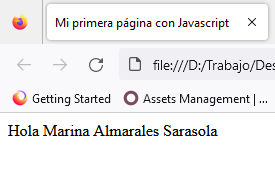 Mi primera página con Javascript
file:///D:/Trabajo/Des
Getting Started
Assets Management | ...
Hola Marina Almarales Sarasola